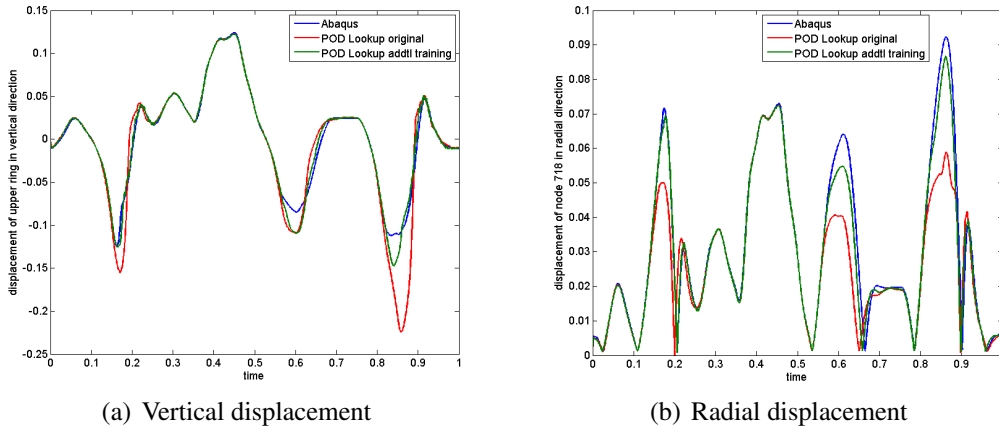 displacement of upper ring in vertical direction
0.15
0.1
0.05
0
-0.05
-0.1
-0.15
-0.2
-0.25
Abaqus
POD Lookup original
POD Lookup addtl training
0 0.1 0.2 0.3 0.4 0.5 0.6 0.7 0.8 0.9 1
time
(a) Vertical displacement
displacement of node 718 in radial direction
0.1
0.09
0.08
0.07
0.06
0.05
0.04
0.03
0.02
0.01
0
Abaqus
POD Lookup original
POD Lookup addtl training
0 0.1 0.2 0.3 0.4 0.5 0.6 0.7 0.8 0.9 1
time
(b) Radial displacement